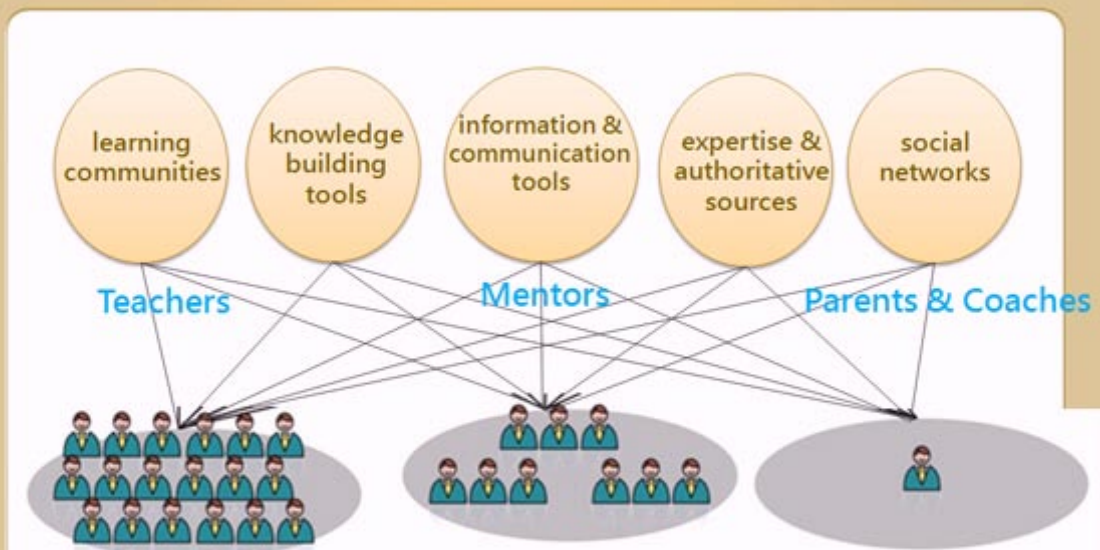 learning
communities
knowledge
building
tools
information &
communication
tools
expertise &
authoritative
sources
social
networks
Teachers
Mentors
Parents & Coaches